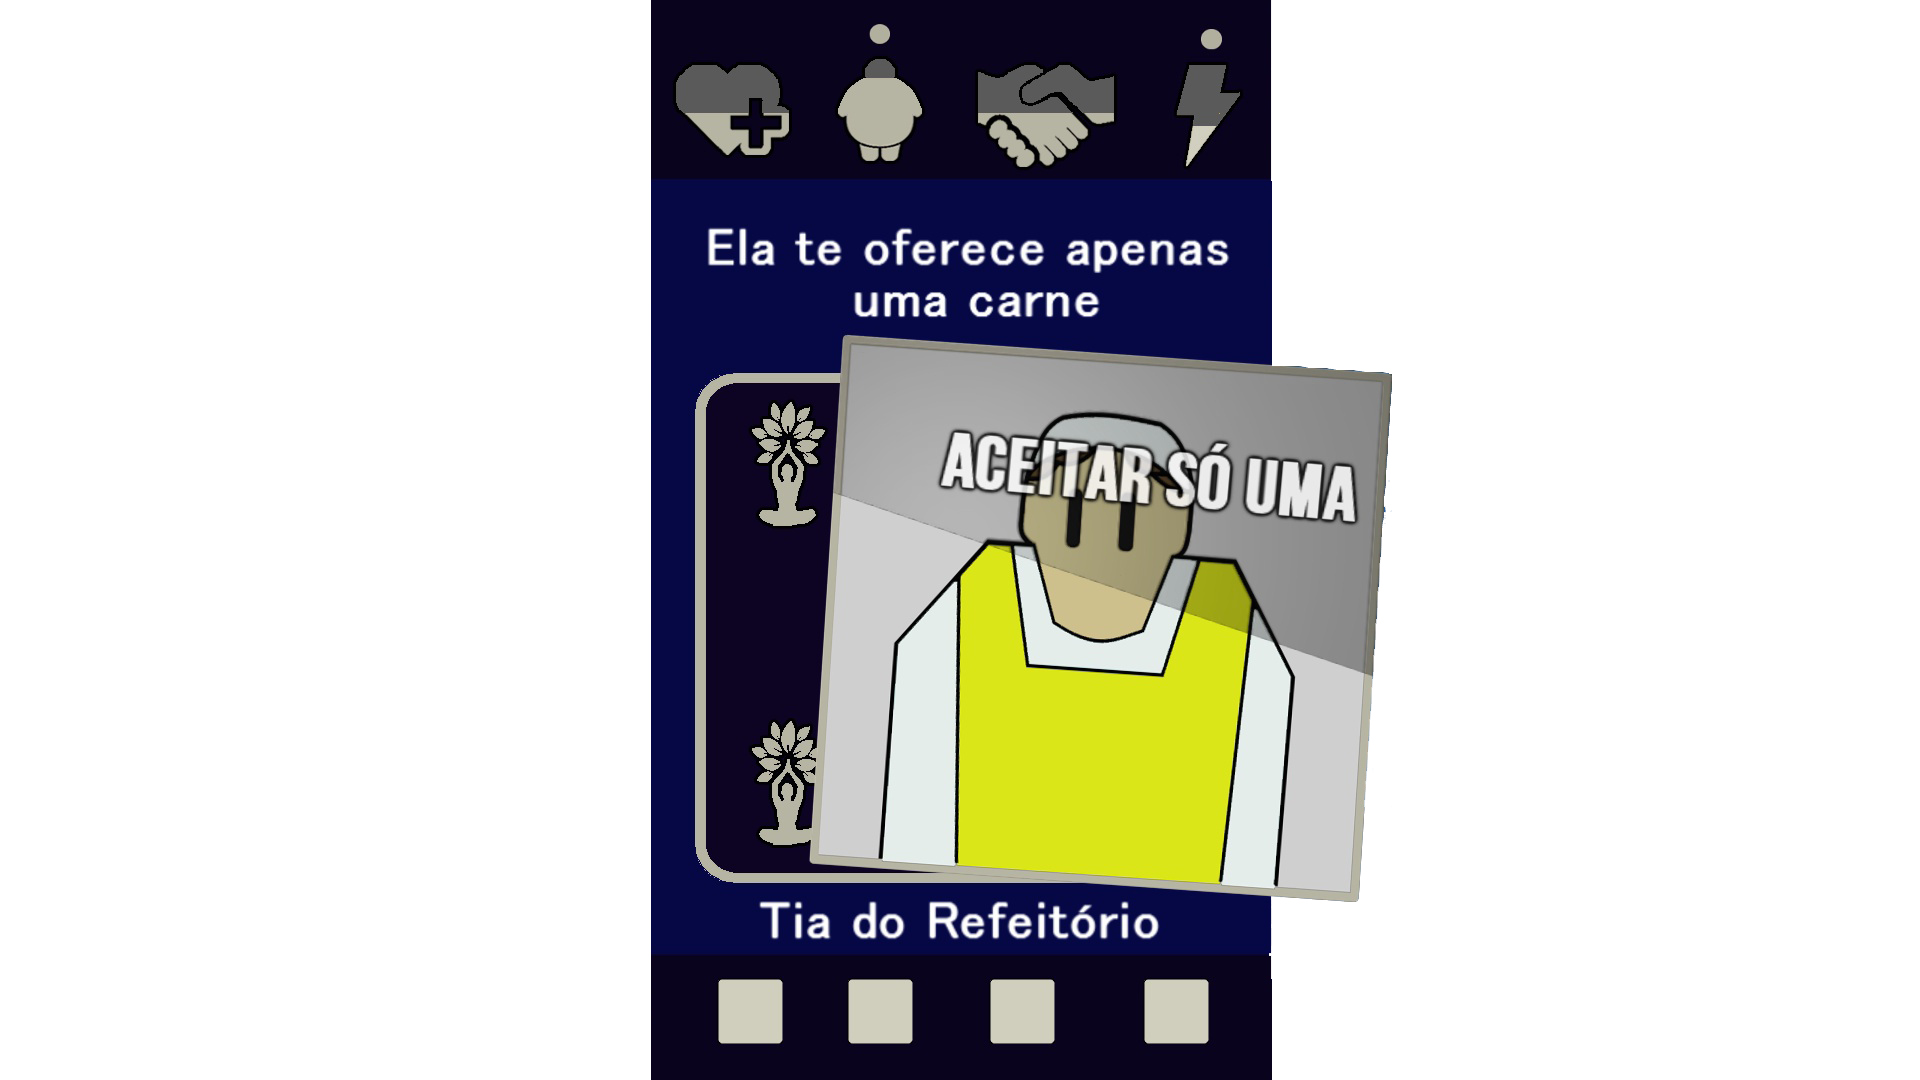 Ela te oferece apenas
uma carne
ACEITAR SÓ UMA
Tia do Refeitório